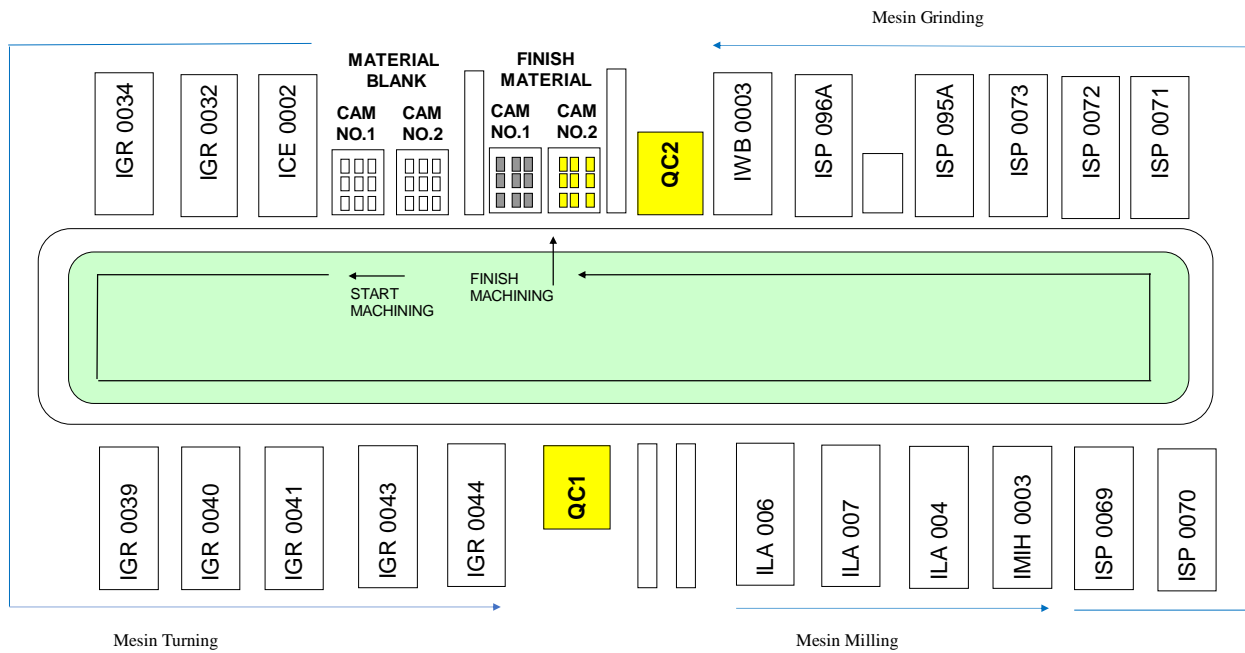 Mesin Grinding
MATERIAL
BLANK
FINISH
MATERIAL
CAM
NO.1
CAM
NO.2
CAM
NO.1
CAM
NO.2
IGR 0034
IGR 0032
ICE 0002
QC2
IWB 0003
ISP 096A
ISP 095A
ISP 0073
ISP 0072
ISP 0071
START
MACHINING
FINISH
MACHINING
IGR 0039
IGR 0040
IGR 0041
IGR 0043
IGR 0044
QC1
ILA 006
ILA 007
ILA 004
IMIH 0003
ISP 0069
ISP 0070
Mesin Turning
Mesin Milling